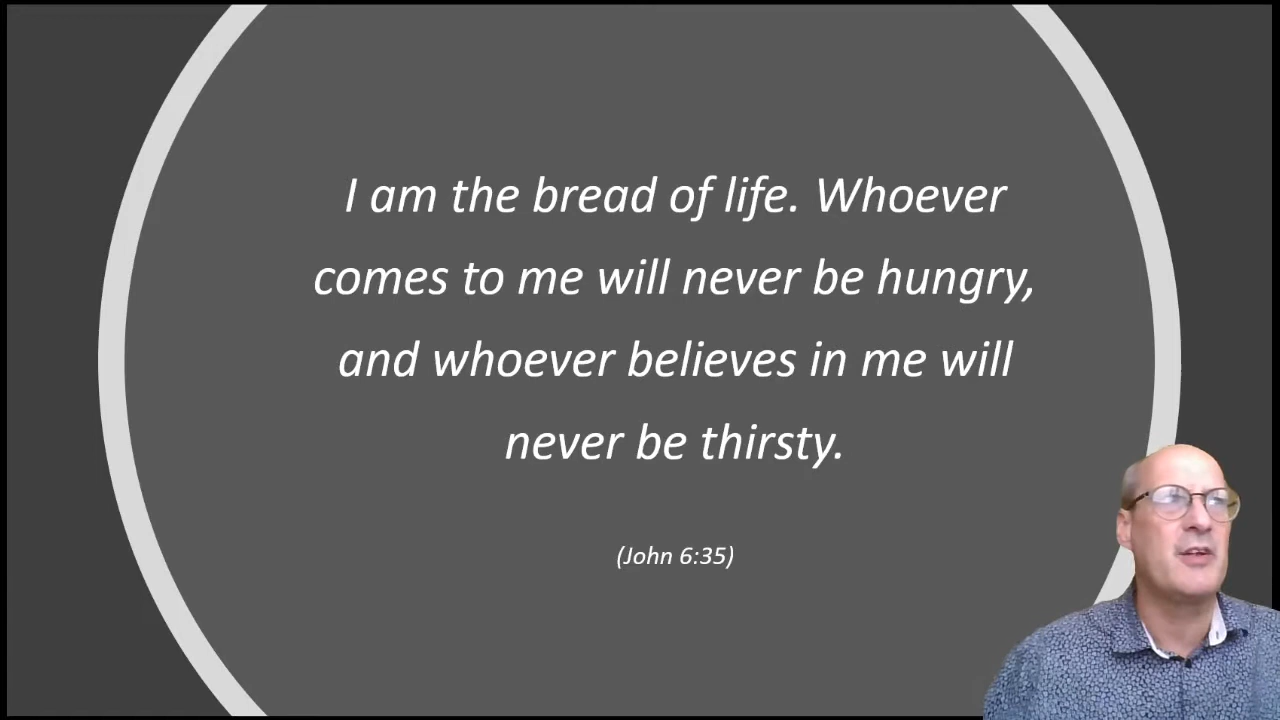 I am the bread of life. Whoever
comes to me will never be hungry,
and whoever believes in me will
never be thirsty.
(John 6:35)